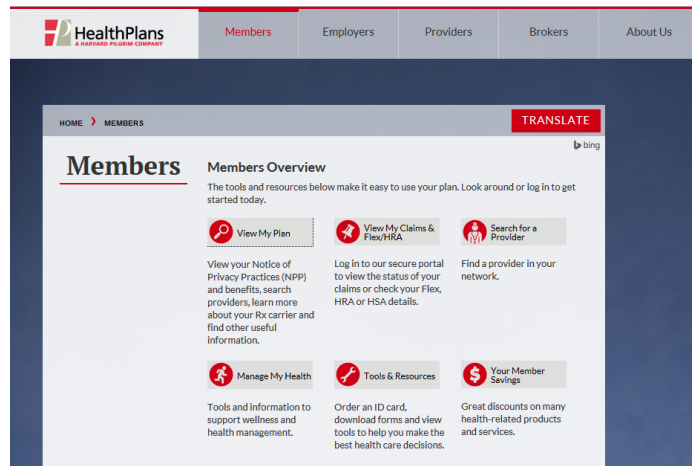 HealthPlans
A HARVARD PILGRIM COMPANY
Members
Employers
Providers
Brokers
About Us
HOME > MEMBERS
TRANSLATE
bing
Members
Members Overview
The tools and resources below make it easy to use your plan. Look around or log in to get
started today.
View My Plan
View your Notice of
Privacy Practices (NPP)
and benefits, search
providers, learn more
about your Rx carrier and
find other useful
information.
View My Claims &
Flex/HRA
Log in to our secure portal
to view the status of your
claims or check your Flex,
HRA or HSA details.
Search for a
Provider
Find a provider in your
network.
Manage My Health
Tools and information to
support wellness and
health management.
Tools & Resources
Order an ID card,
download forms and view
tools to help you make the
best health care decisions.
Your Member
Savings
Great discounts on many
health-related products
and services.